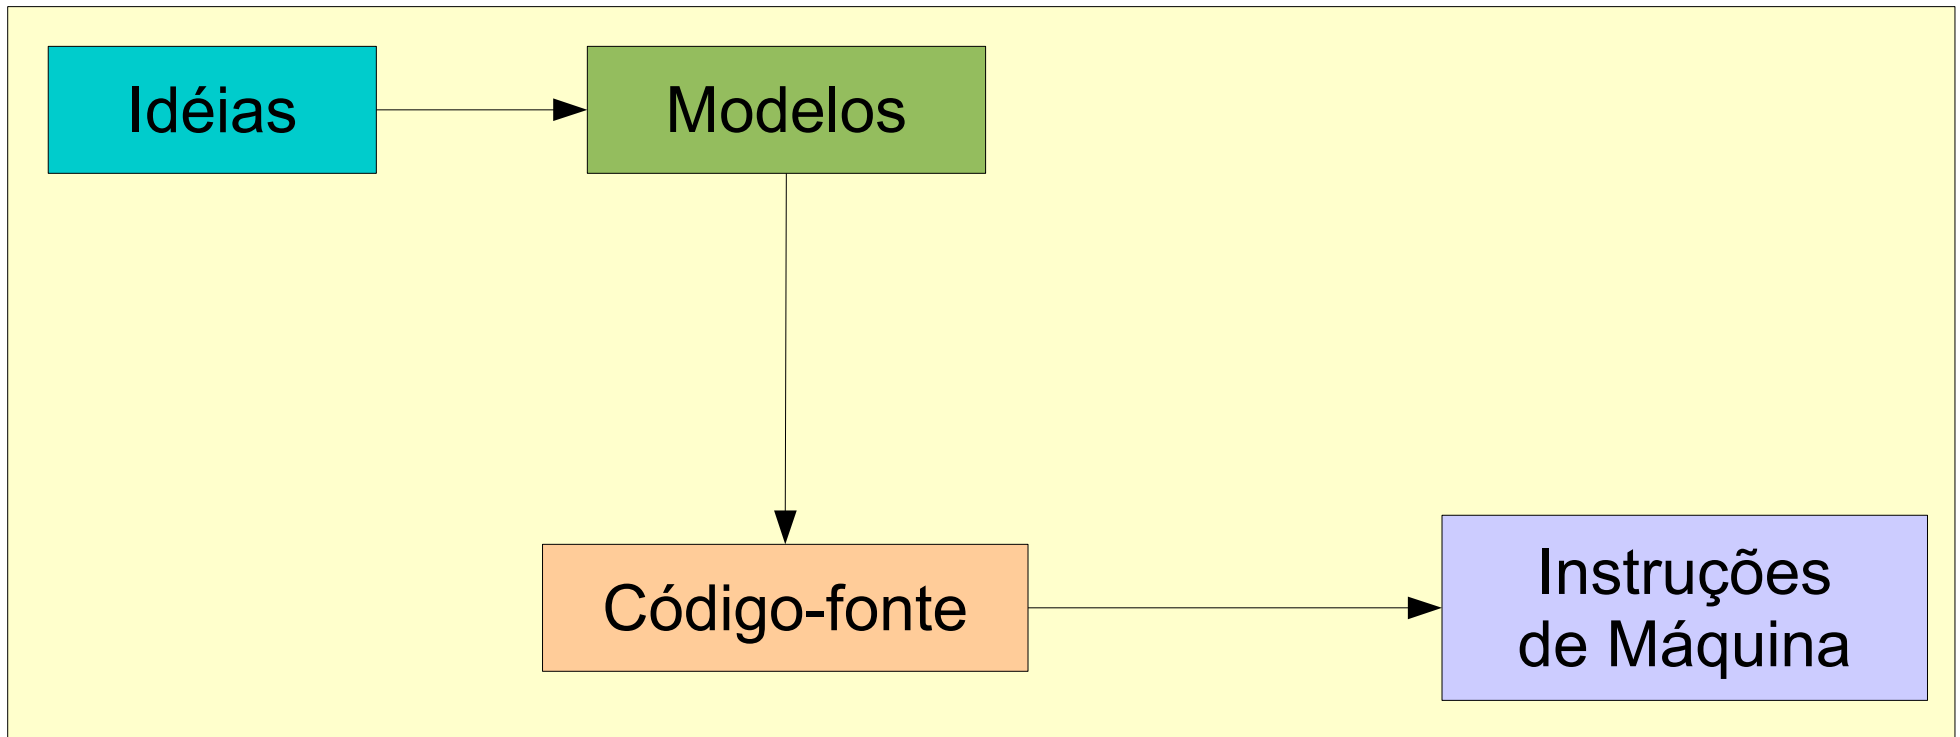 Idéias
Modelos
Código-fonte
Instruções
de Máquina